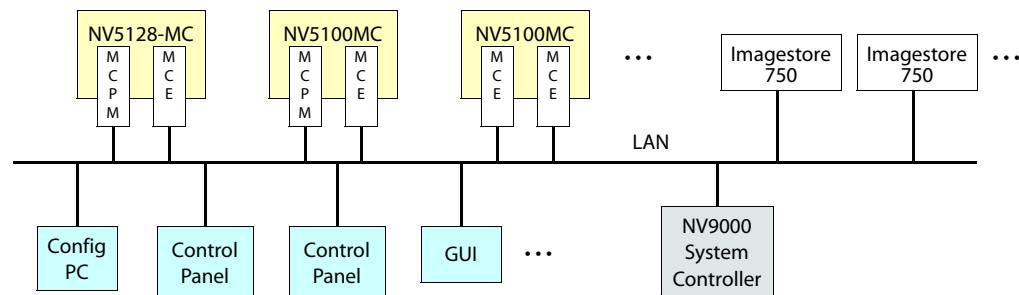 NV5128-MC
M
C
P
M
M
C
E
NV5100MC
M
C
P
M
M
C
E
NV5100MC
M
C
E
M
C
E
...
Imagestore
750
Imagestore
750
...
LAN
Config
PC
Control
Panel
Control
Panel
GUI
...
NV9000
System
Controller